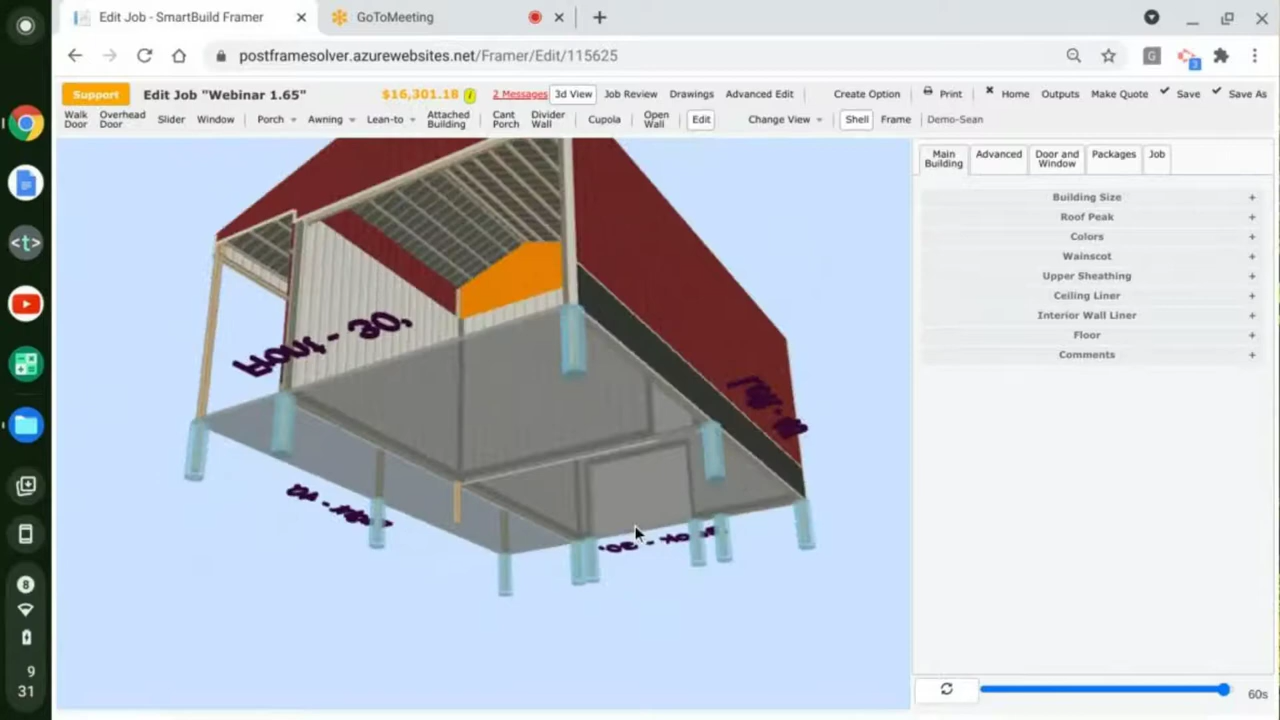 Edit Job - SmartBuild Framer
GoToMeeting
postframesolver.azurewebsites.net/Framer/Edit/115625
G
3
Support
Edit Job "Webinar 1.65"
$16,301.18
i
2 Messages
3d View
Job Review
Drawings
Advanced Edit
Create Option
Print
Home
Outputs
Make Quote
Save
Save As
Walk
Door
Overhead
Door
Slider
Window
Porch
Awning
Lean-to
Attached
Building
Cant
Porch
Divider
Wall
Cupola
Open
Wall
Edit
Change View
Shell
Frame
Demo-Sean
Main
Building
Advanced
Door and
Window
Packages
Job
Building Size +
Roof Peak +
Colors +
Wainscot +
Upper Sheathing +
Ceiling Liner +
Interior Wall Liner +
Floor +
Comments +
Front - 30'
60s
<t>
8
9
31